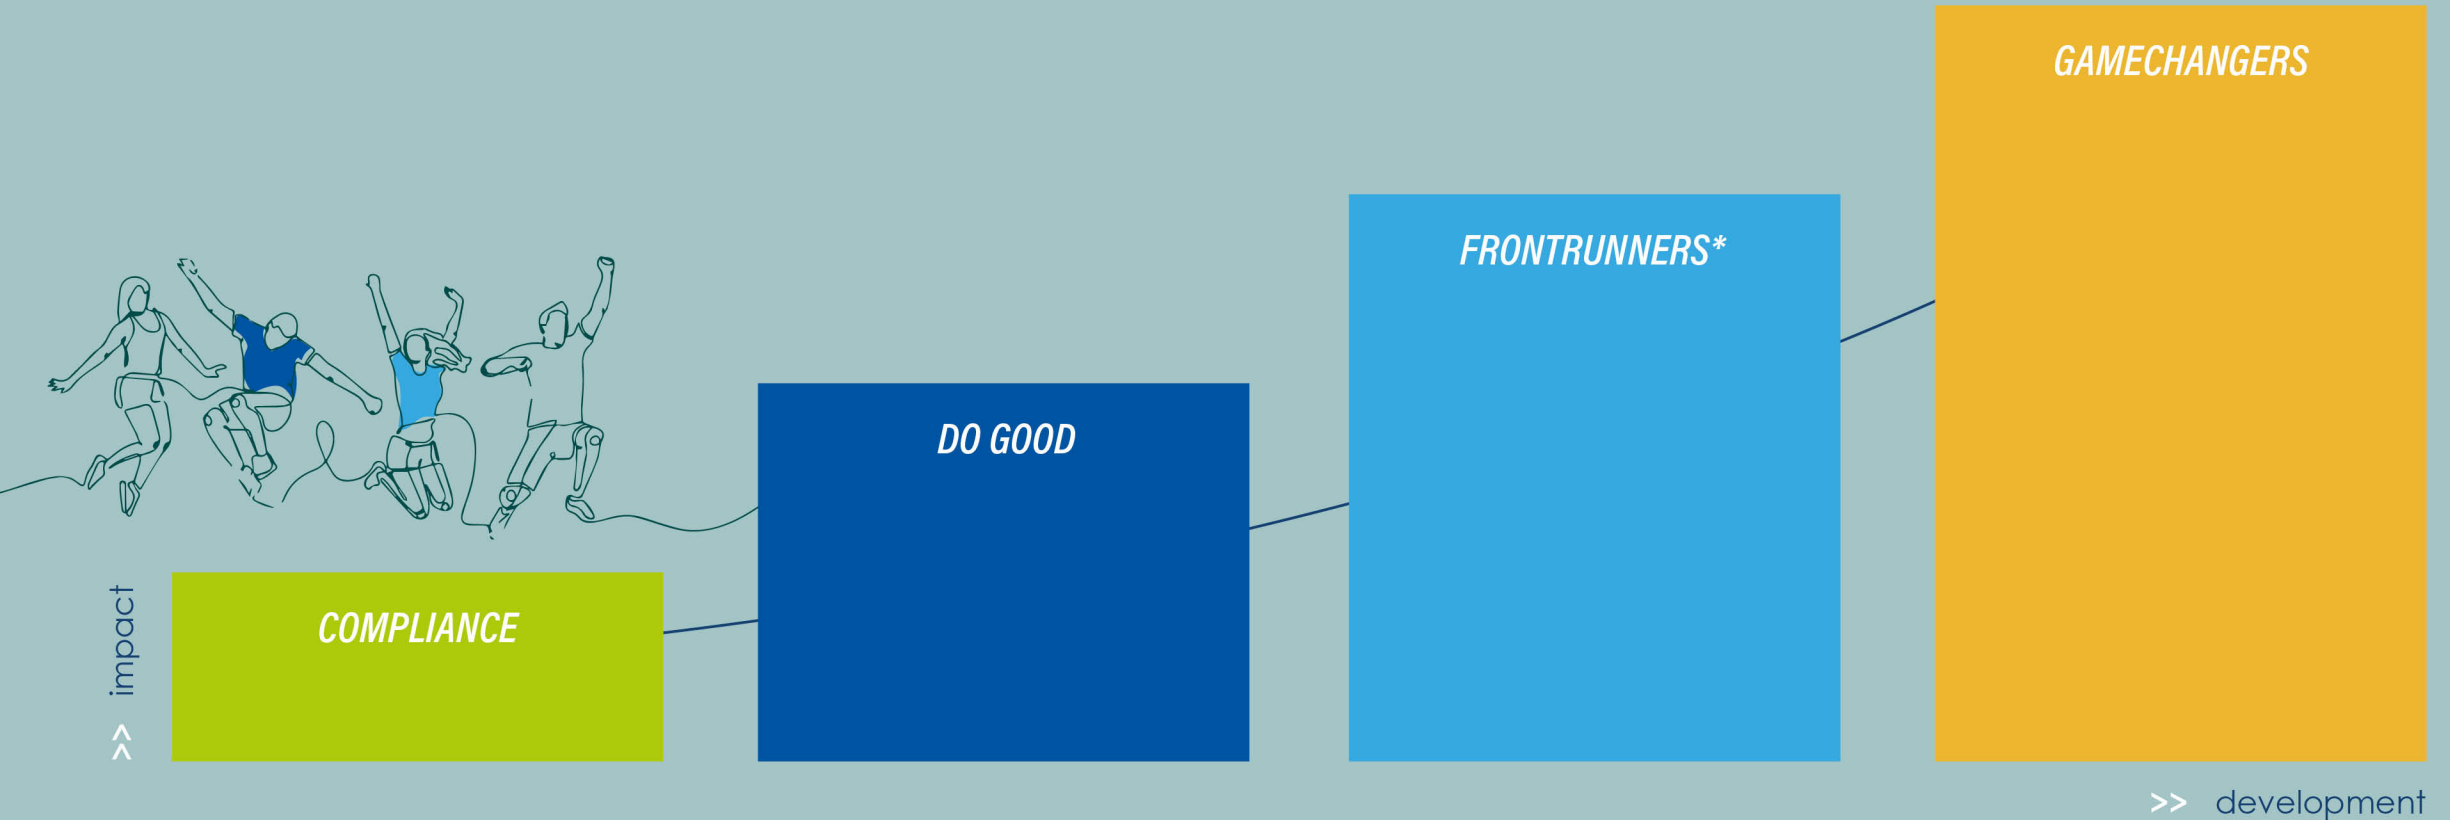 GAMECHANGERS
FRONTRUNNERS*
DO GOOD
COMPLIANCE
>> impact
>> development